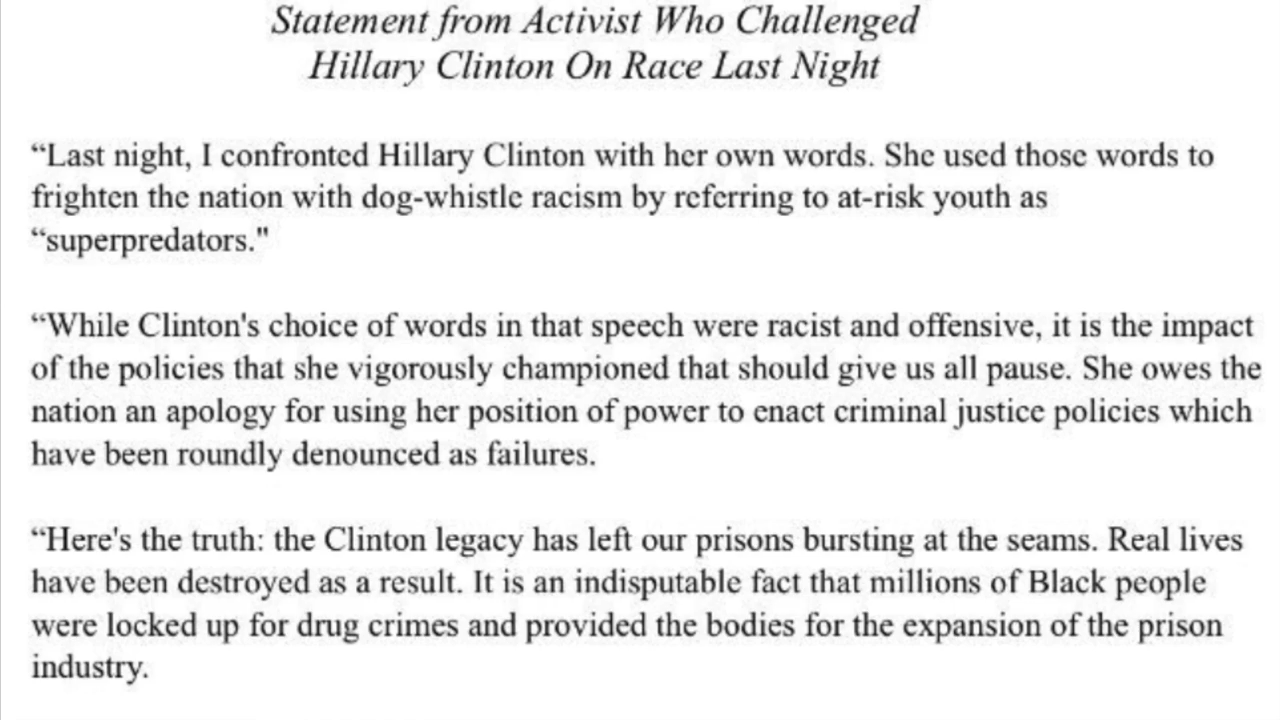 Statement from Activist Who Challenged
Hillary Clinton On Race Last Night
“Last night, I confronted Hillary Clinton with her own words. She used those words to
frighten the nation with dog-whistle racism by referring to at-risk youth as
“superpredators."
“While Clinton's choice of words in that speech were racist and offensive, it is the impact
of the policies that she vigorously championed that should give us all pause. She owes the
nation an apology for using her position of power to enact criminal justice policies which
have been roundly denounced as failures.
“Here's the truth: the Clinton legacy has left our prisons bursting at the seams. Real lives
have been destroyed as a result. It is an indisputable fact that millions of Black people
were locked up for drug crimes and provided the bodies for the expansion of the prison
industry.